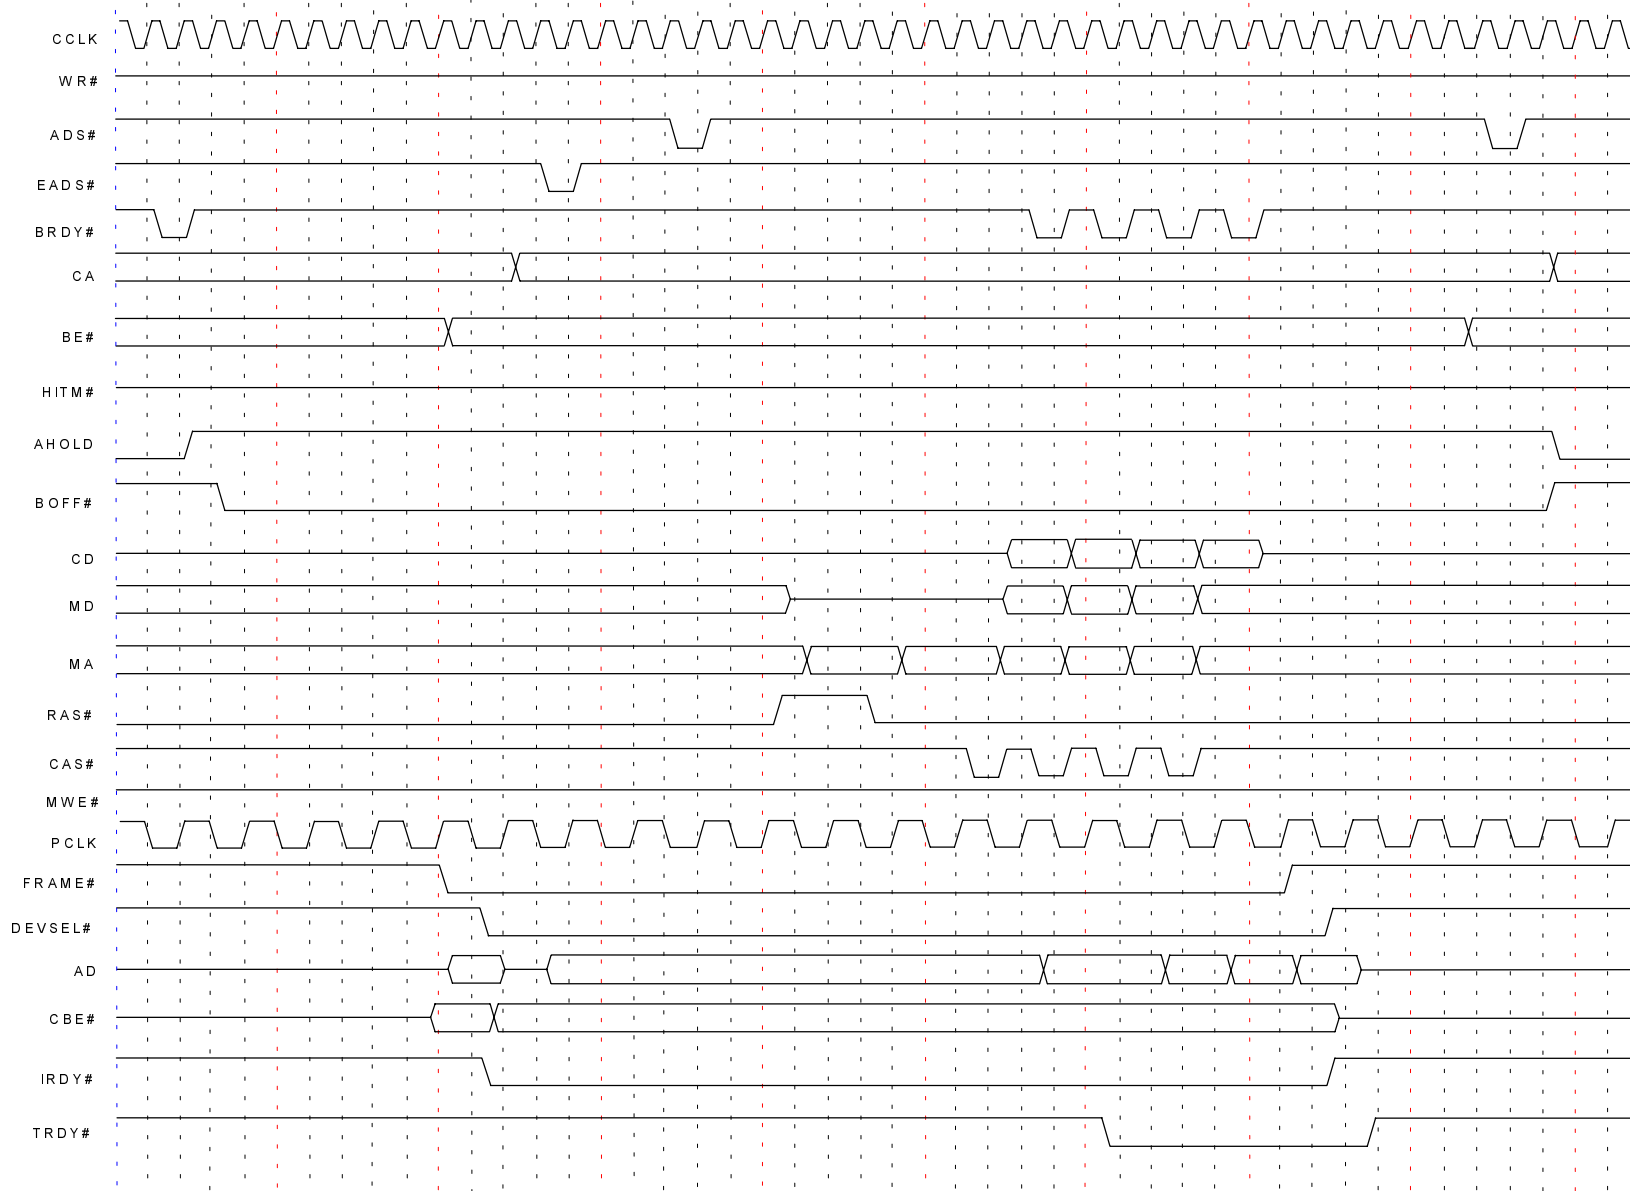 CCLK
WR#
ADS#
EADS#
BRDY#
CA
BE#
HITM#
AHOLD
BOFF#
CD
MD
MA
RAS#
CAS#
MWE#
PCLK
FRAME#
DEVSEL#
AD
CBE#
IRDY#
TRDY#